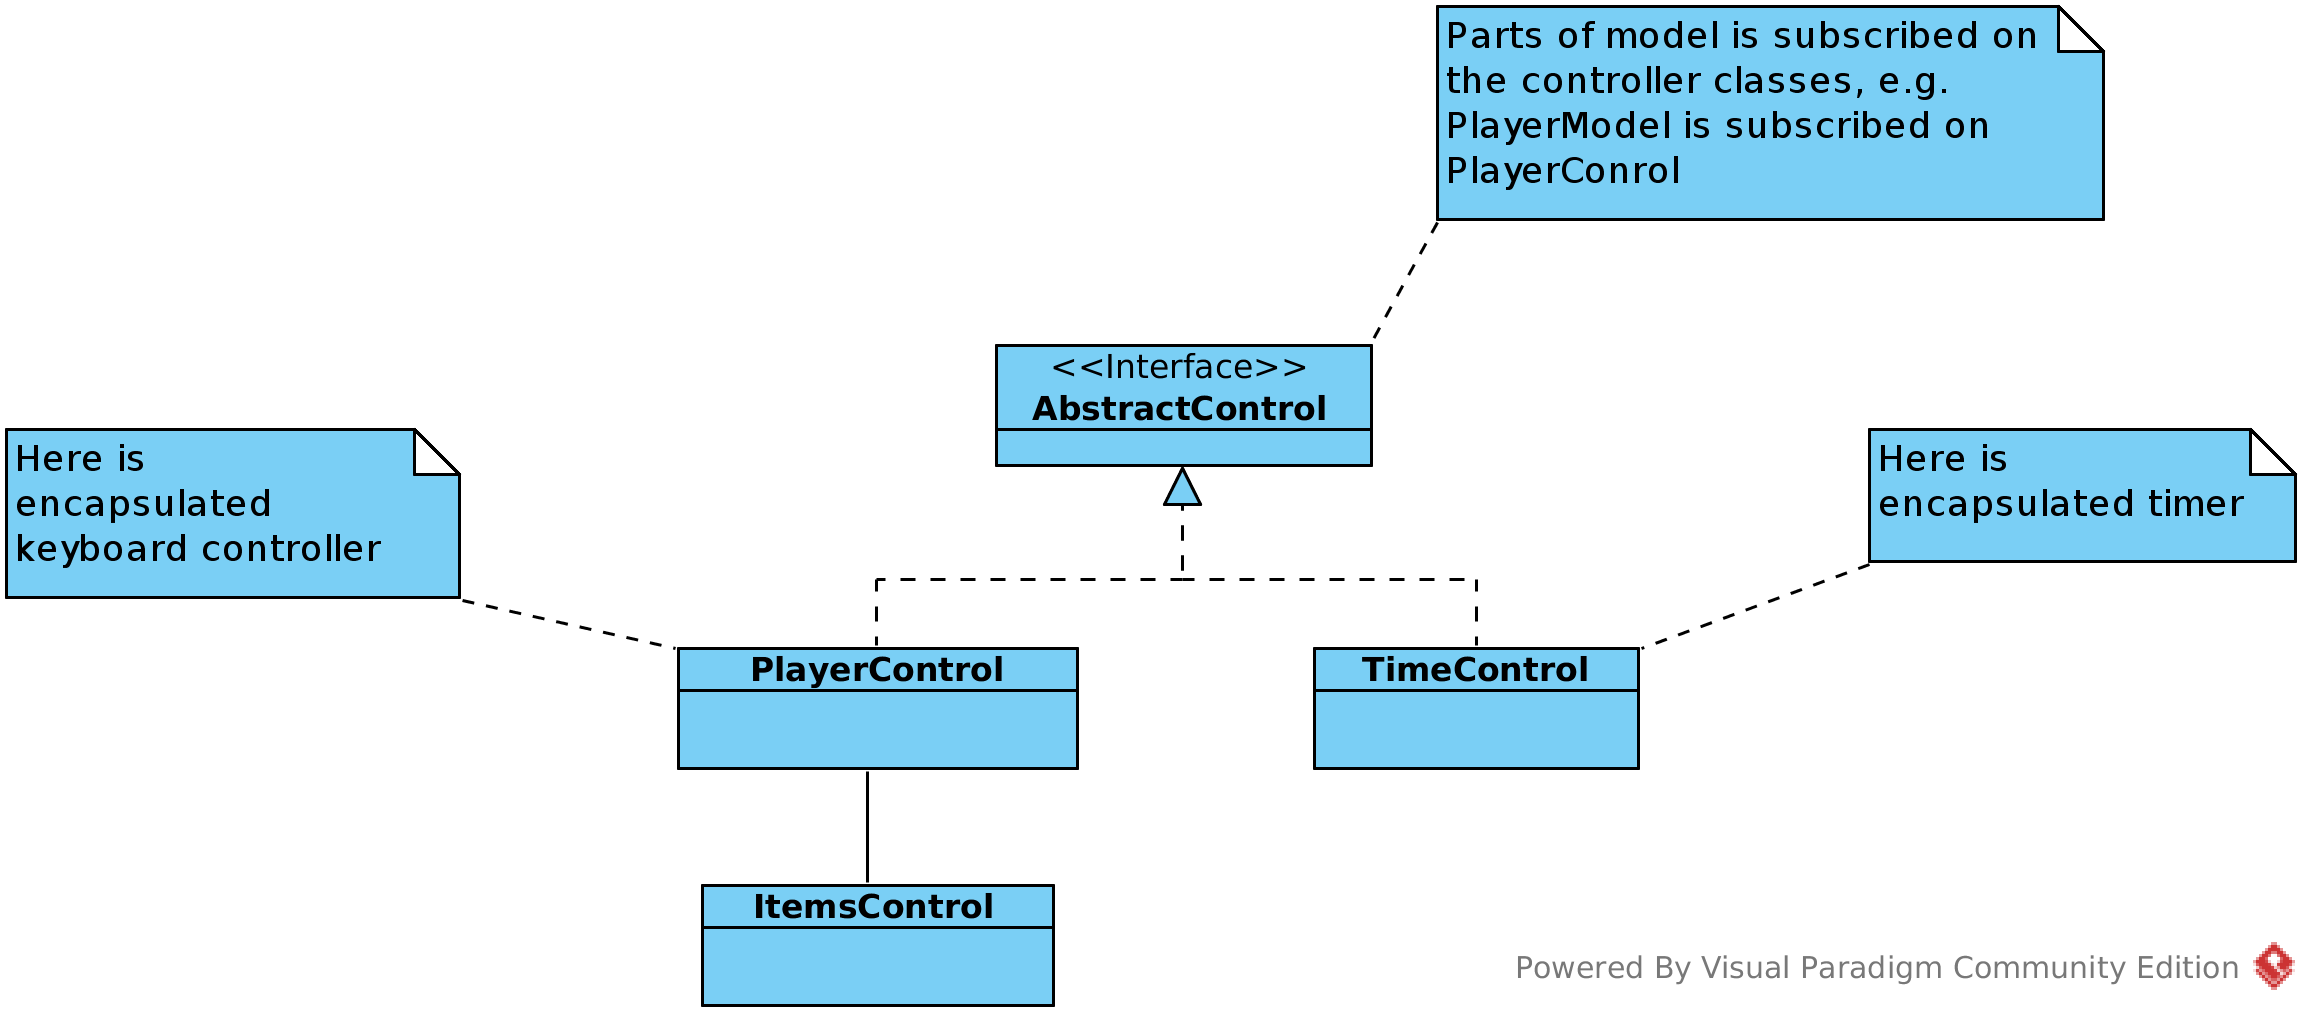 Parts of model is subscribed on
the controller classes, e.g.
PlayerModel is subscribed on
PlayerConrol
<<Interface>>
AbstractControl
Here is
encapsulated
keyboard controller
Here is
encapsulated timer
PlayerControl
TimeControl
ItemsControl
Powered By Visual Paradigm Community Edition